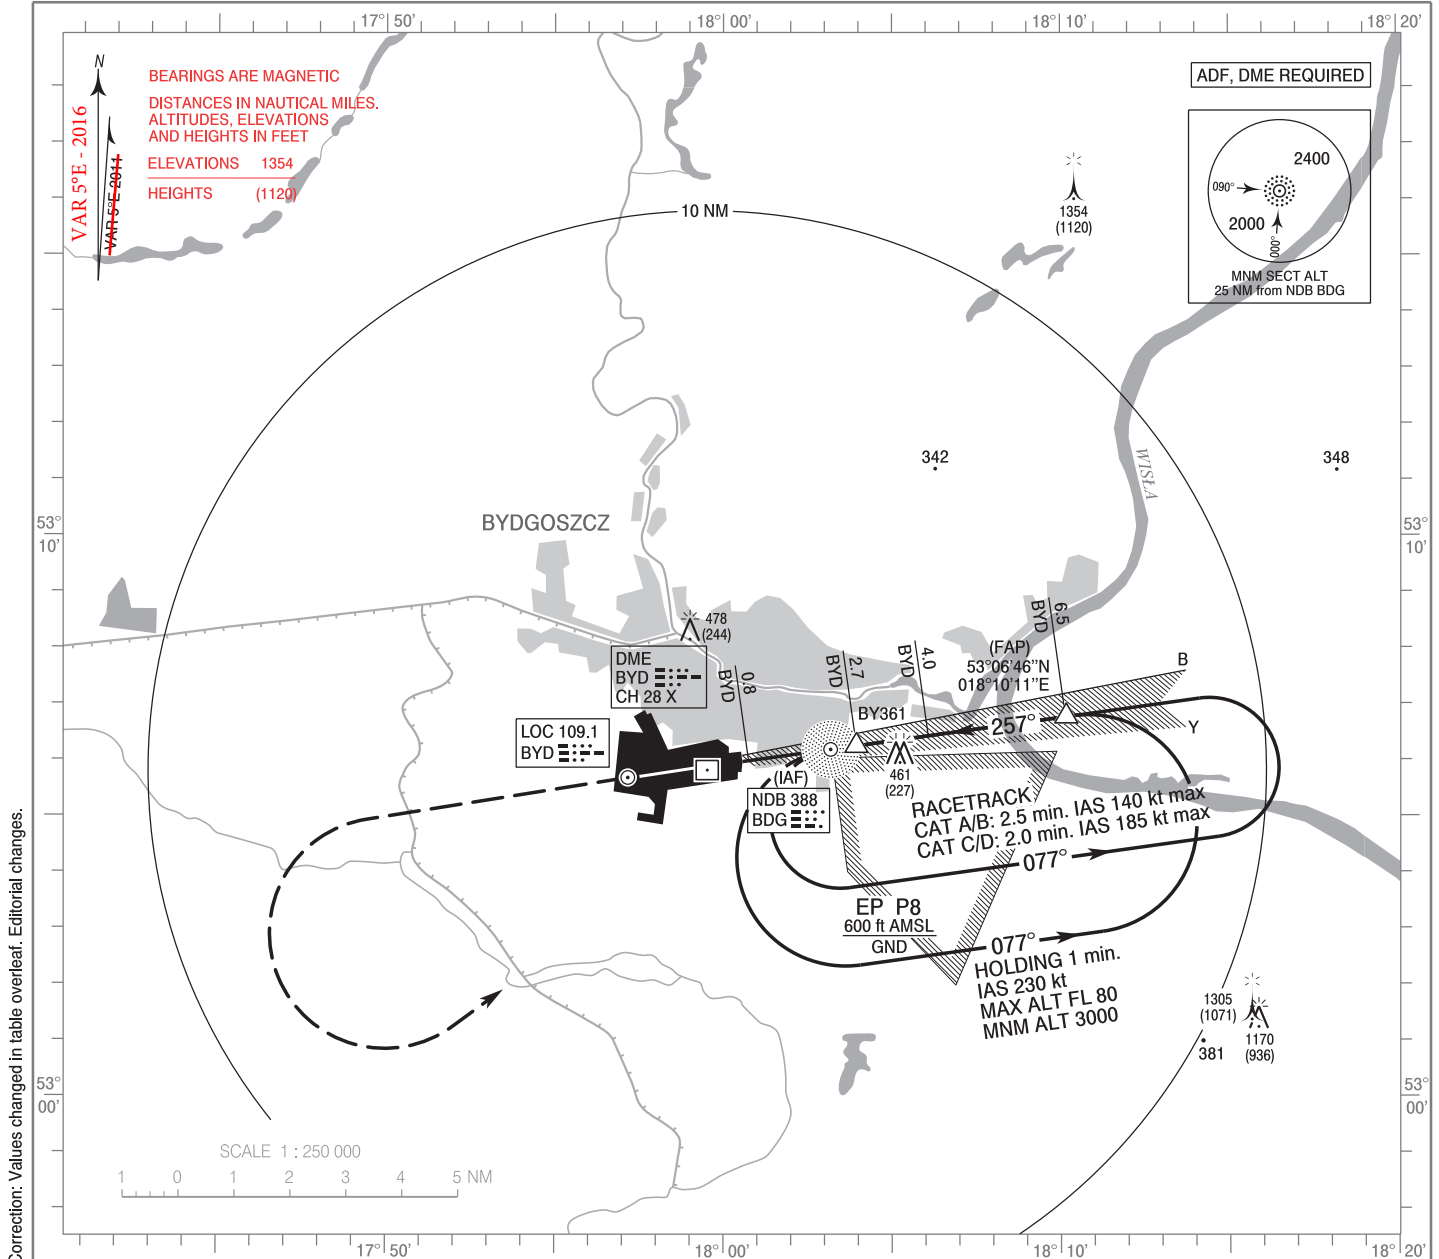 17° 50'
18° 00'
18° 10'
18° 20'
N
VAR 5°E - 2016
VAR 5°E 2011
BEARINGS ARE MAGNETIC
DISTANCES IN NAUTICAL MILES.
ALTITUDES, ELEVATIONS
AND HEIGHTS IN FEET
ELEVATIONS 1354
HEIGHTS (1120)
ADF, DME REQUIRED
2400
090°
2000
000°
MNM SECT ALT
25 NM from NDB BDG
10 NM
1354
(1120)
342
348
WISŁA
53°
10'
53°
10'
BYDGOSZCZ
478
(244)
DME
BYD
CH 28 X
LOC 109.1
BYD
0.8
BYD
2.7
BYD
4.0
BYD
6.5
BYD
(FAP)
53°06'46"N
018°10'11"E
B
Y
BY361
257°
461
(227)
(IAF)
NDB 388
BDG
RACETRACK
CAT A/B: 2.5 min. IAS 140 kt max
CAT C/D: 2.0 min. IAS 185 kt max
077°
EP P8
600 ft AMSL
GND
077°
HOLDING 1 min.
IAS 230 kt
MAX ALT FL 80
MNM ALT 3000
1305
(1071)
1170
(936)
381
53°
00'
53°
00'
SCALE 1 : 250 000
1 0 1 2 3 4 5 NM
17° 50'
18° 00'
18° 10'
18° 20'
Correction: Values changed in table overleaf. Editorial changes.